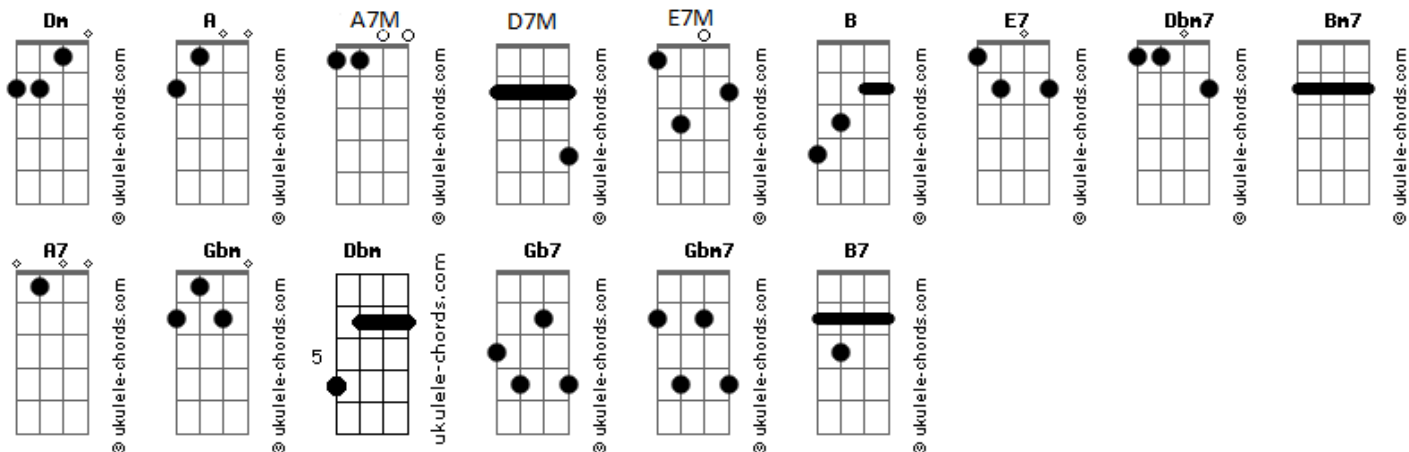 Dm A A7M D7M E7M B E7 Dbm7 Bm7
© ukulele-chords.com © ukulele-chords.com © ukulele-chords.com © ukulele-chords.com © ukulele-chords.com © ukulele-chords.com © ukulele-chords.com © ukulele-chords.com © ukulele-chords.com
A7 Gbm Dbm Gb7 Gbm7 B7
5
© ukulele-chords.com © ukulele-chords.com ukulele-chords.com © ukulele-chords.com © ukulele-chords.com © ukulele-chords.com